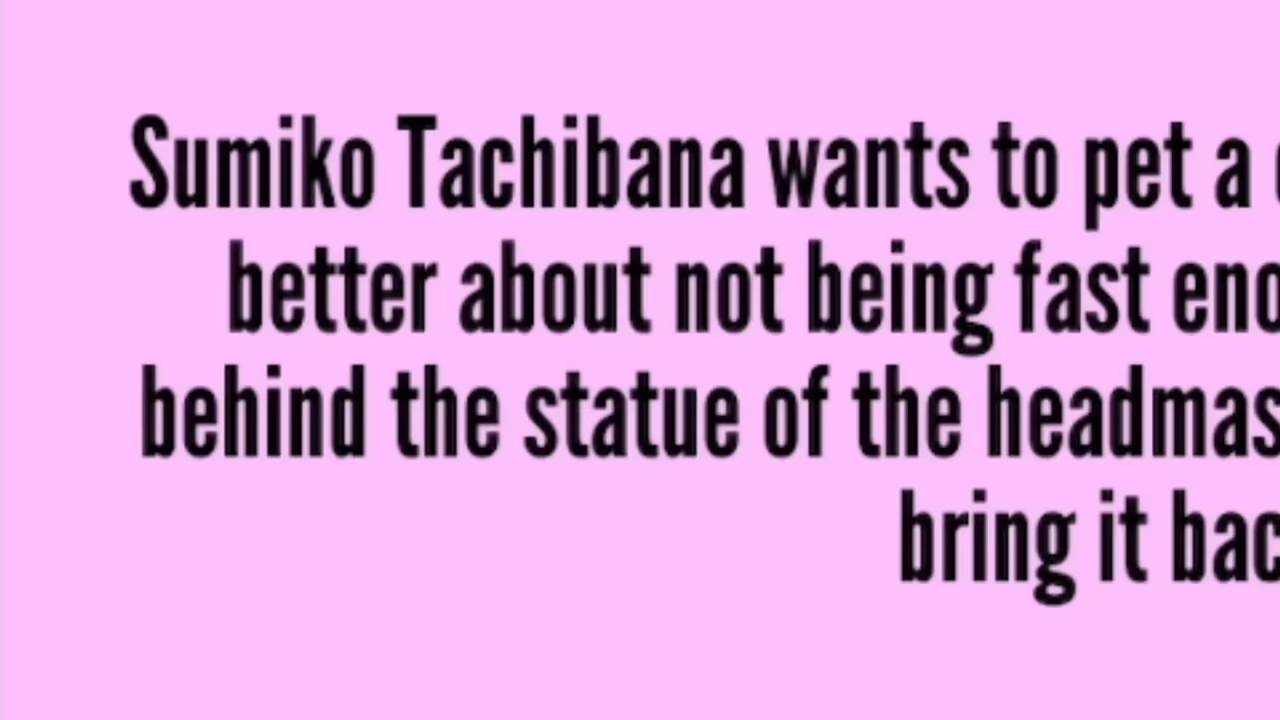 Sumiko Tachibana wants to pet a
better about not being fast
behind the statue of the
bring it